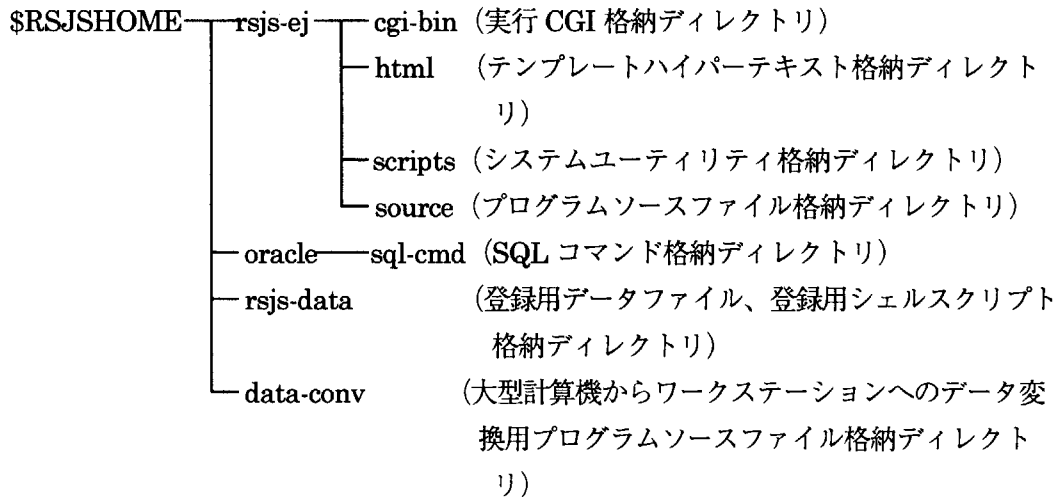 $RSJSHOME rsjs-ej cgi-bin (実行 CGI 格納ディレクトリ)
html (テンプレートハイパーテキスト格納ディレクト
リ)
scripts (システムユーティリティ格納ディレクトリ)
source (プログラムソースファイル格納ディレクトリ)
oracle sql-cmd (SQL コマンド格納ディレクトリ)
rsjs-data (登録用データファイル、登録用シェルスクリプト
格納ディレクトリ)
data-conv (大型計算機からワークステーションへのデータ変
換用プログラムソースファイル格納ディレクト
リ)